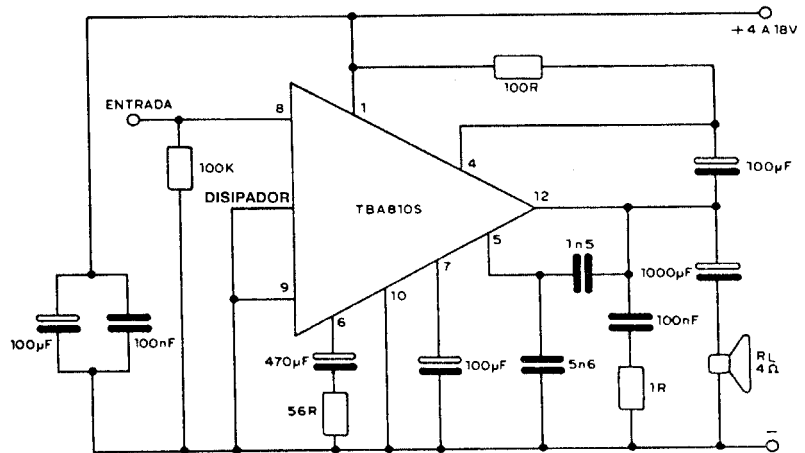 +4 A 18V
1
100R
ENTRADA
8
100K
4
100µF
DISIPADOR
TBA810S
12
5
1n5
1000µF
9
7
10
6
100µF
100nF
470µF
100µF
5n6
100nF
RL
4Ω
56R
1R
–